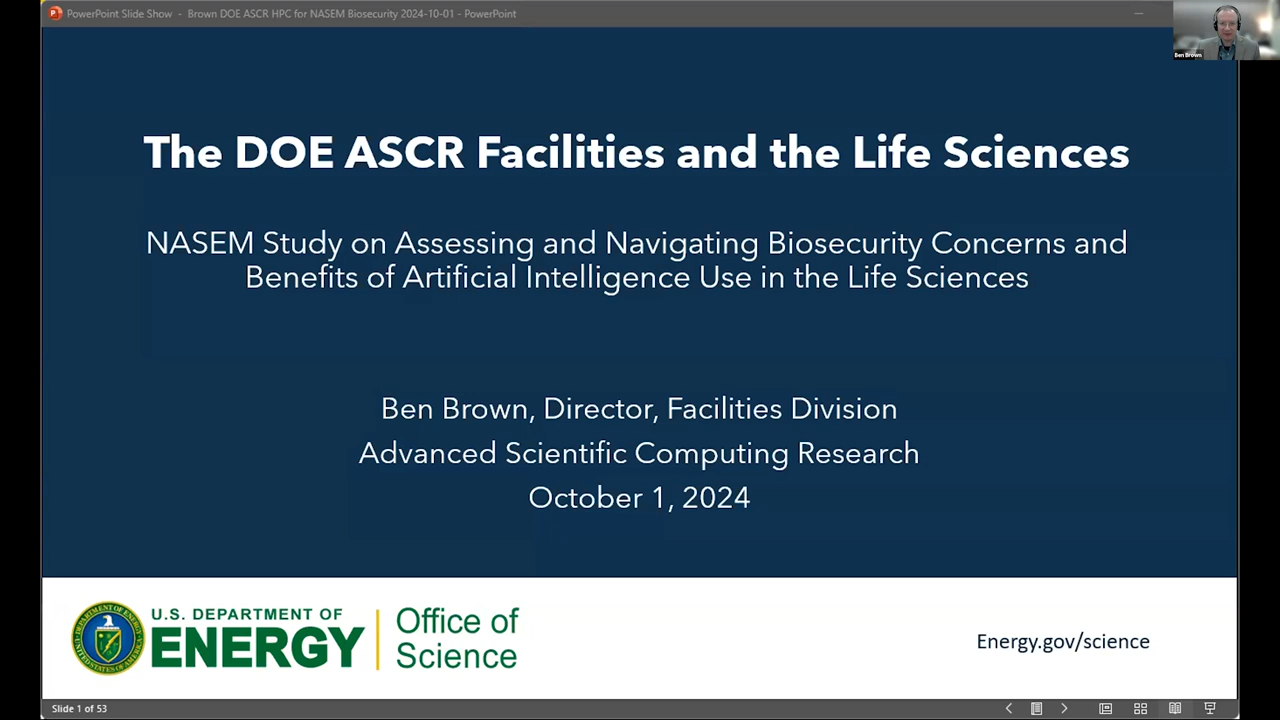 PowerPoint Slide Show - Brown DOE ASCR HPC for NASEM Biosecurity 2024-10-01 - PowerPoint
Ben Brown
The DOE ASCR Facilities and the Life Sciences
NASEM Study on Assessing and Navigating Biosecurity Concerns and
Benefits of Artificial Intelligence Use in the Life Sciences
Ben Brown, Director, Facilities Division
Advanced Scientific Computing Research
October 1, 2024
U.S. DEPARTMENT OF
ENERGY
Office of
Science
Energy.gov/science
Slide 1 of 53